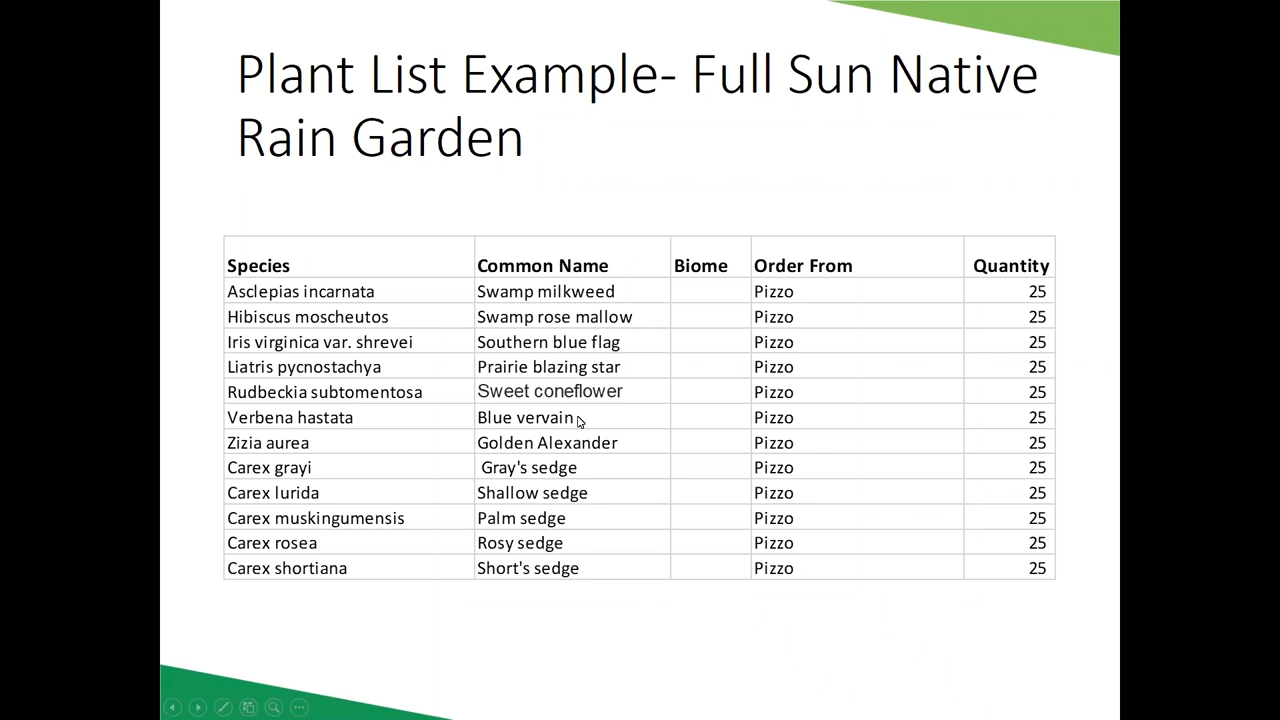 Plant List Example- Full Sun Native
Rain Garden
Species Common Name Biome Order From Quantity
Asclepias incarnata Swamp milkweed Pizzo 25
Hibiscus moscheutos Swamp rose mallow Pizzo 25
Iris virginica var. shrevei Southern blue flag Pizzo 25
Liatris pycnostachya Prairie blazing star Pizzo 25
Rudbeckia subtomentosa Sweet coneflower Pizzo 25
Verbena hastata Blue vervain Pizzo 25
Zizia aurea Golden Alexander Pizzo 25
Carex grayi Gray's sedge Pizzo 25
Carex lurida Shallow sedge Pizzo 25
Carex muskingumensis Palm sedge Pizzo 25
Carex rosea Rosy sedge Pizzo 25
Carex shortiana Short's sedge Pizzo 25